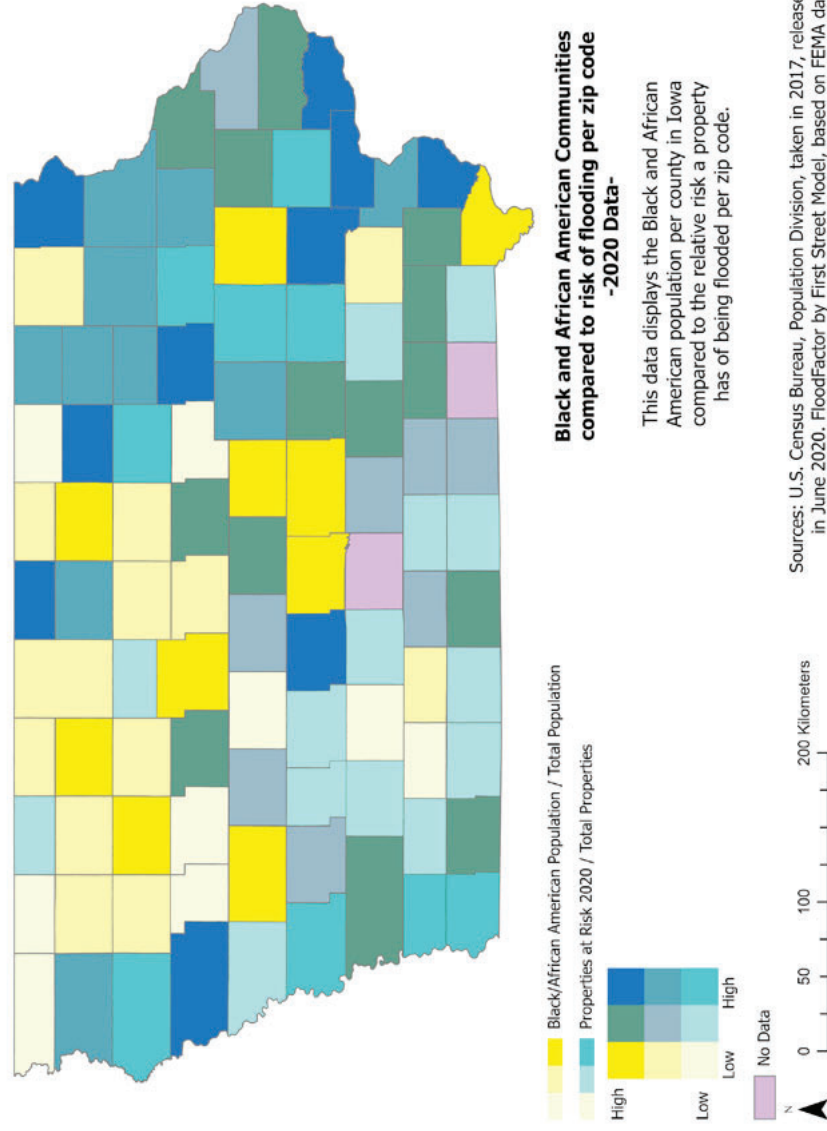 Black and African American Communities
compared to risk of flooding per zip code
-2020 Data-
This data displays the Black and African
American population per county in Iowa
compared to the relative risk a property
has of being flooded per zip code.
Black/African American Population / Total Population
Properties at Risk 2020 / Total Properties
High
Low
Low
High
No Data
N
0 50 100 200 Kilometers
Sources: U.S. Census Bureau, Population Division, taken in 2017,
in June 2020. FloodFactor by First Street Model, based on FEMA